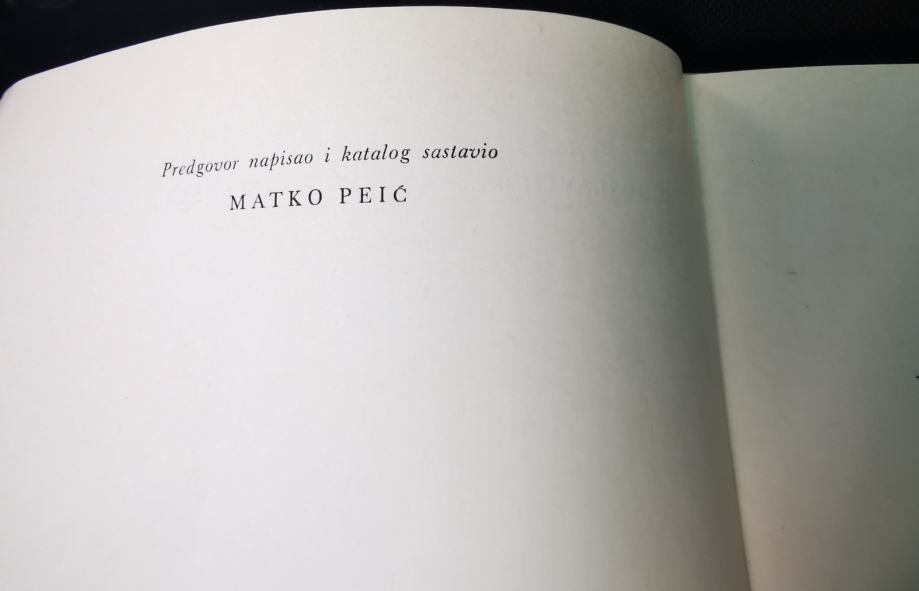 Predgovor napisao i katalog sastavio
MATKO PEIĆ